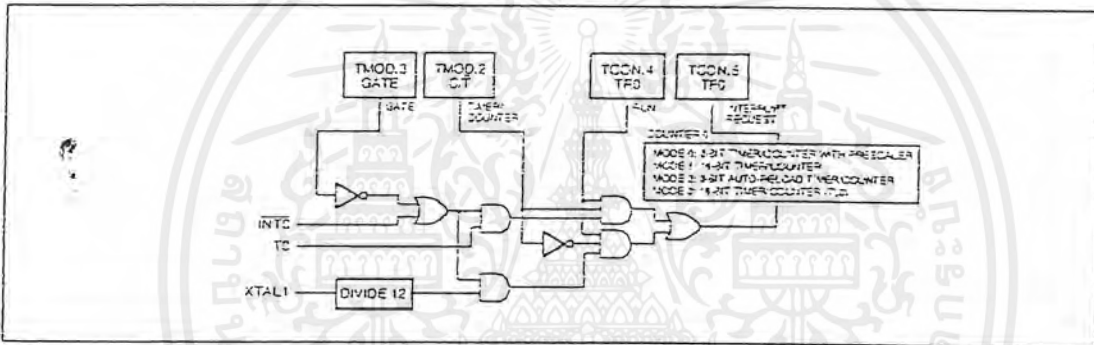 TMOD.3
GATE
TMOD.2
C/T
TCON.4
TR0
TCON.5
TF0
GATE
TIMER/
COUNTER
RUN
INTERRUPT
REQUEST
COUNTER 0
MODE 0: 8-BIT TIMER/COUNTER WITH PRESCALER
MODE 1: 16-BIT TIMER/COUNTER
MODE 2: 8-BIT AUTO-RELOAD TIMER/COUNTER
INT0
T0
XTAL1
DIVIDE 12